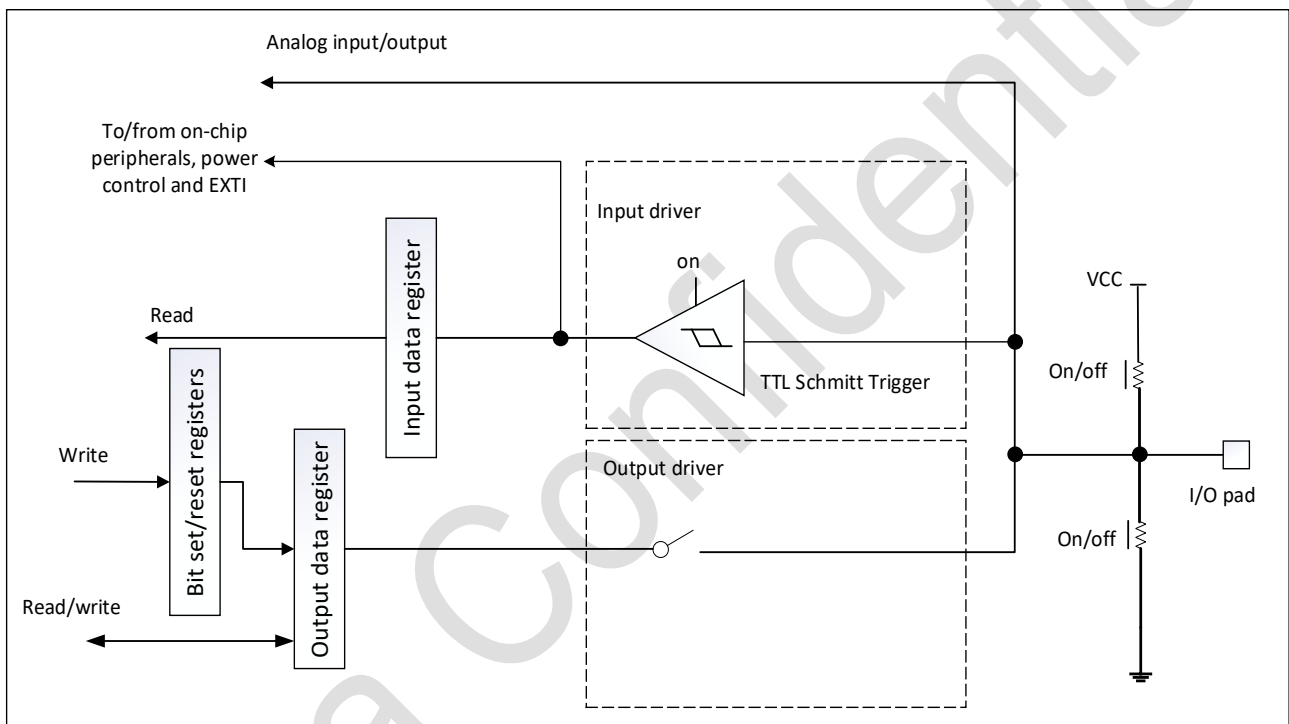 Analog input/output
To/from on-chip
peripherals, power
control and EXTI
Input driver
on
Input data register
VCC
Read
On/off
TTL Schmitt Trigger
Bit set/reset registers
Write
Output data register
Output driver
I/O pad
On/off
Read/write
a Confidential